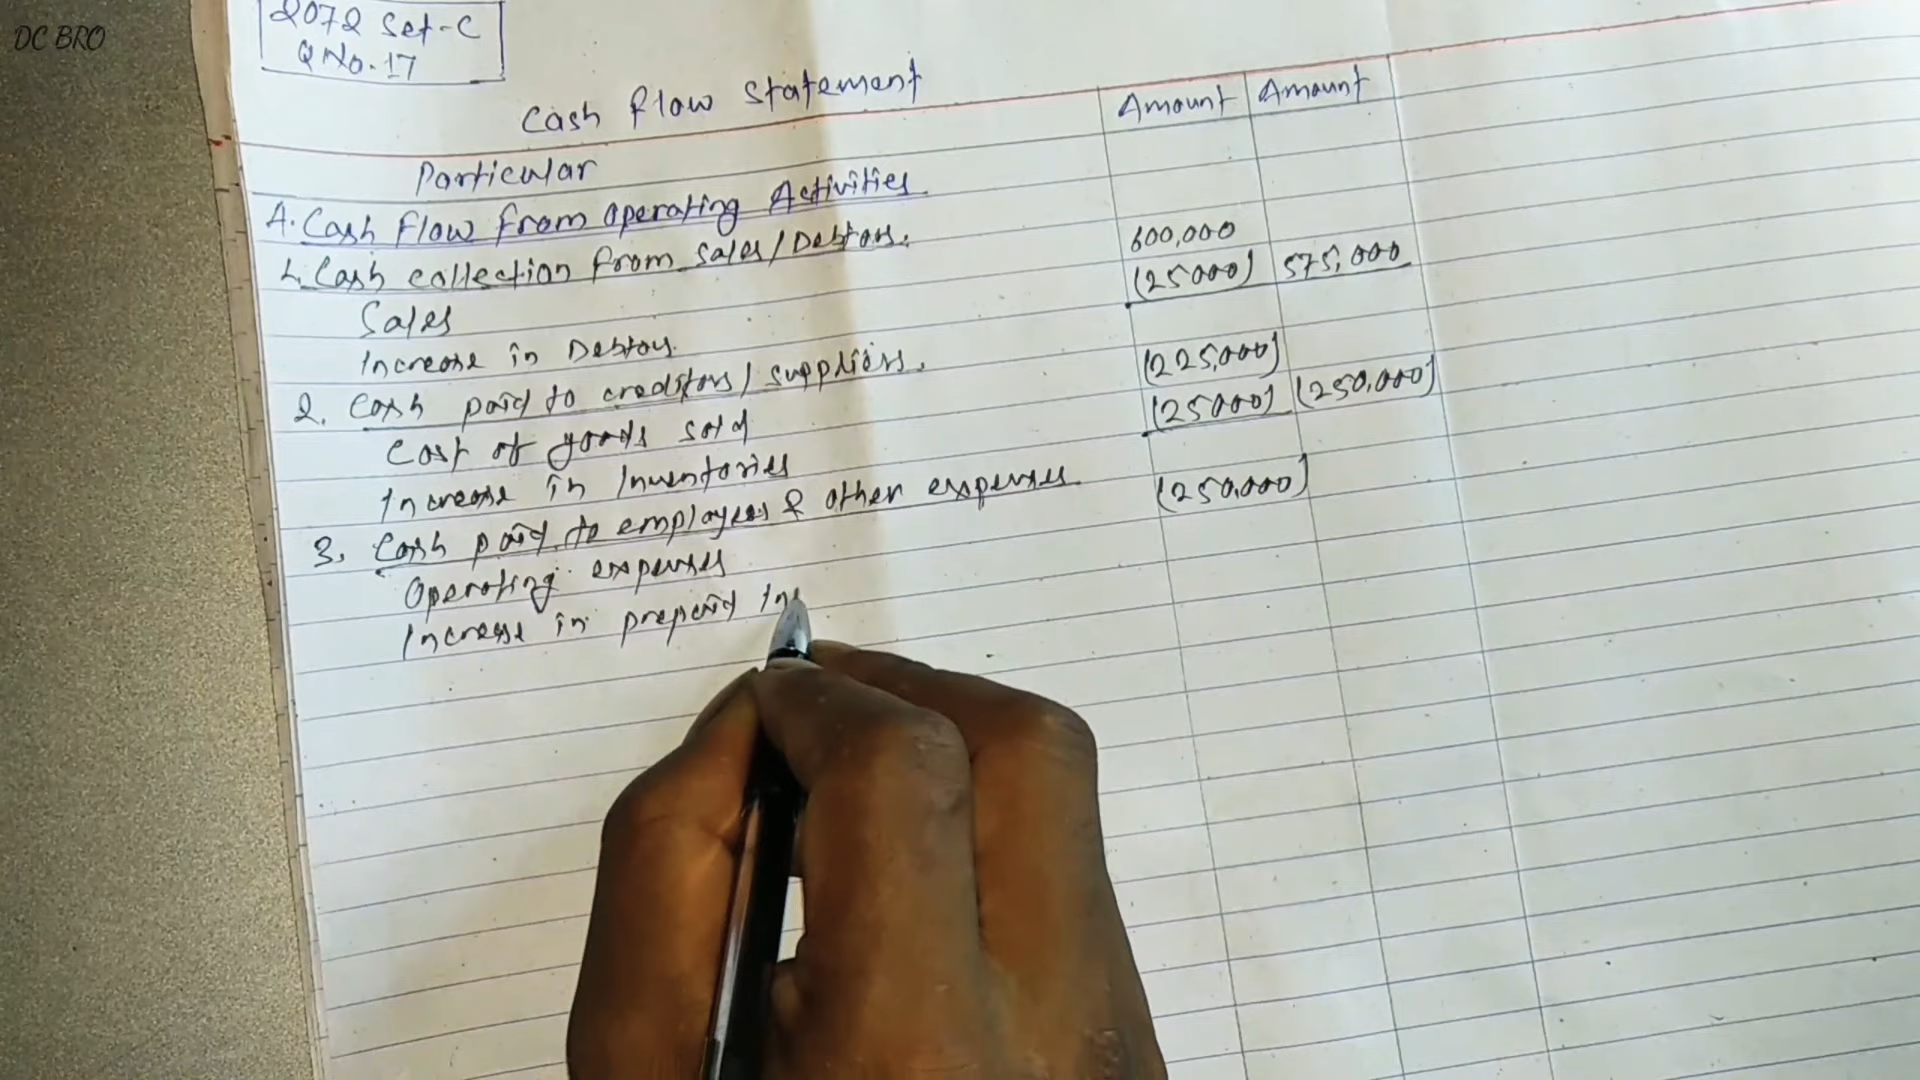 DC BRO
2072 Set-C
Q No. 17
Cash Flow Statement
Particular
Amount Amount
A. Cash Flow from Operating Activities.
1. Cash collection from sales/Debtors.
Sales 600,000
Increase in Debtors. (25000) 575,000
2. Cash paid to creditors/suppliers.
Cost of goods sold (225,000)
Increase in Inventories (25000) (250,000)
3. Cash paid to employees & other expenses.
Operating expenses (250,000)
Increase in prepaid In